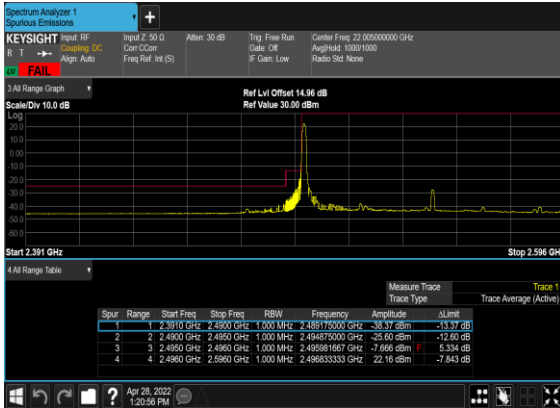 Spectrum Analyzer 1
Spurious Emissions
+
KEYSIGHT Input: RF Input Z: 50 Ω Atten: 30 dB Trig: Free Run Center Freq: 22.005000000 GHz
R T Coupling: DC Corr CCorr Gate: Off Avg|Hold: 1000/1000
Align: Auto Freq Ref: Int (S) IF Gain: Low Radio Std: None
FAIL
3 All Range Graph Ref Lvl Offset 14.96 dB
Scale/Div 10.0 dB Ref Value 30.00 dBm
Log
20.0
10.0
0.00
-10.0
-20.0
-30.0
-40.0
-50.0
-60.0
Start 2.391 GHz Stop 2.596 GH
4 All Range Table
Measure Trace Trace 1
Trace Type Trace Average (Active)
Spur Range Start Freq Stop Freq RBW Frequency Amplitude ΔLimit
1 1 2.3910 GHz 2.4900 GHz 1.000 MHz 2.489175000 GHz -38.37 dBm -13.37 dB
2 2 2.4900 GHz 2.4950 GHz 1.000 MHz 2.494875000 GHz -25.60 dBm -12.60 dB
3 3 2.4950 GHz 2.4960 GHz 1.000 MHz 2.495981667 GHz -7.666 dBm F 5.334 dB
4 4 2.4960 GHz 2.5960 GHz 1.000 MHz 2.496833333 GHz 22.16 dBm -7.843 dB
? Apr 28, 2022
1:20:56 PM